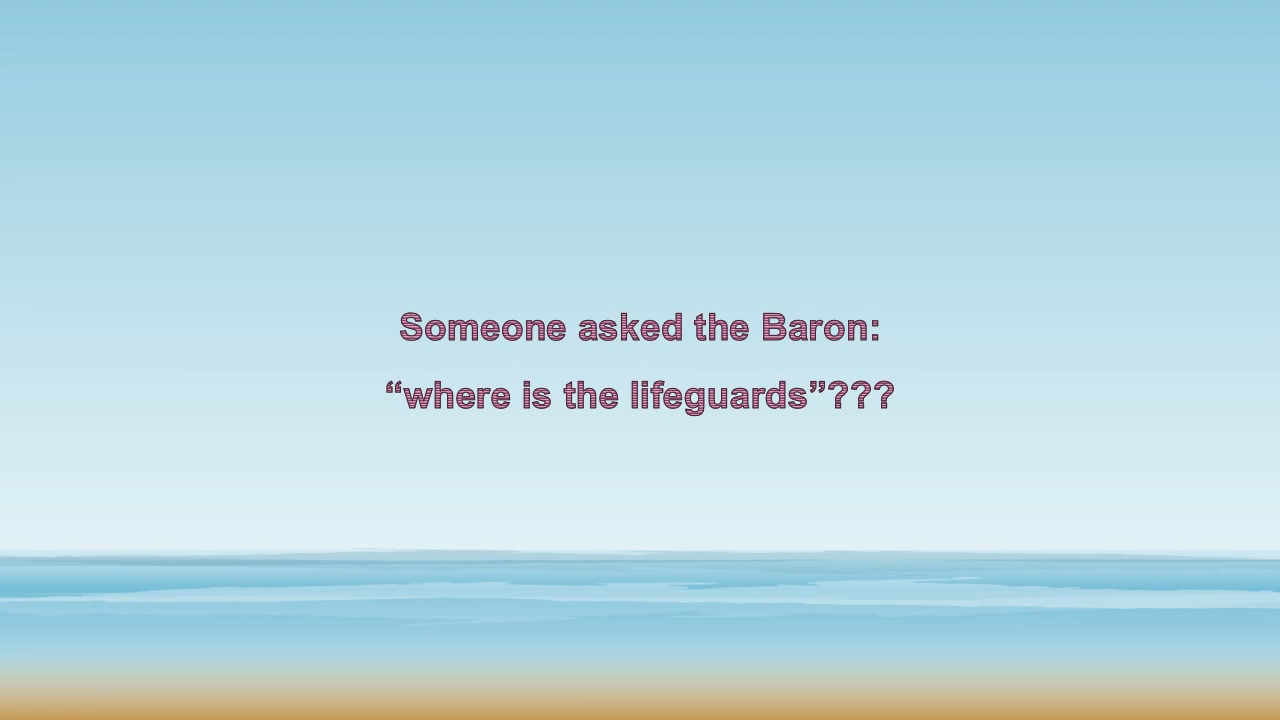 Someone asked the Baron:
“where is the lifeguards”???